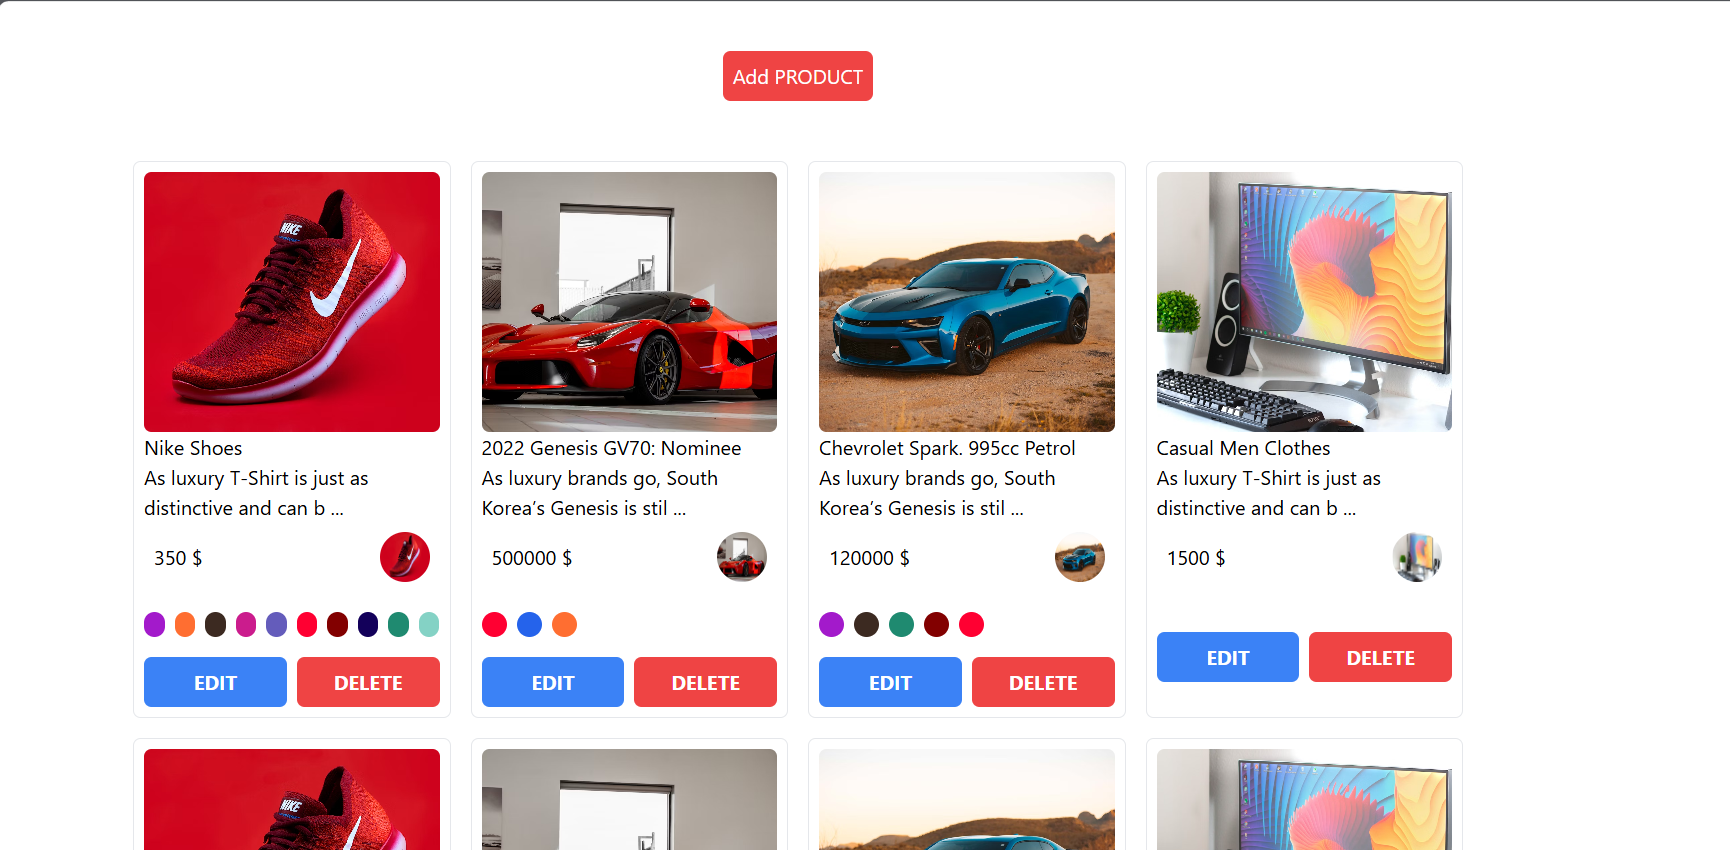 Add PRODUCT
NIKE
Nike Shoes
As luxury T-Shirt is just as
distinctive and can b ...
350 $
EDIT
DELETE
2022 Genesis GV70: Nominee
As luxury brands go, South
Korea’s Genesis is stil ...
500000 $
EDIT
DELETE
Chevrolet Spark. 995cc Petrol
As luxury brands go, South
Korea’s Genesis is stil ...
120000 $
EDIT
DELETE
Casual Men Clothes
As luxury T-Shirt is just as
distinctive and can b ...
1500 $
EDIT
DELETE
NIKE